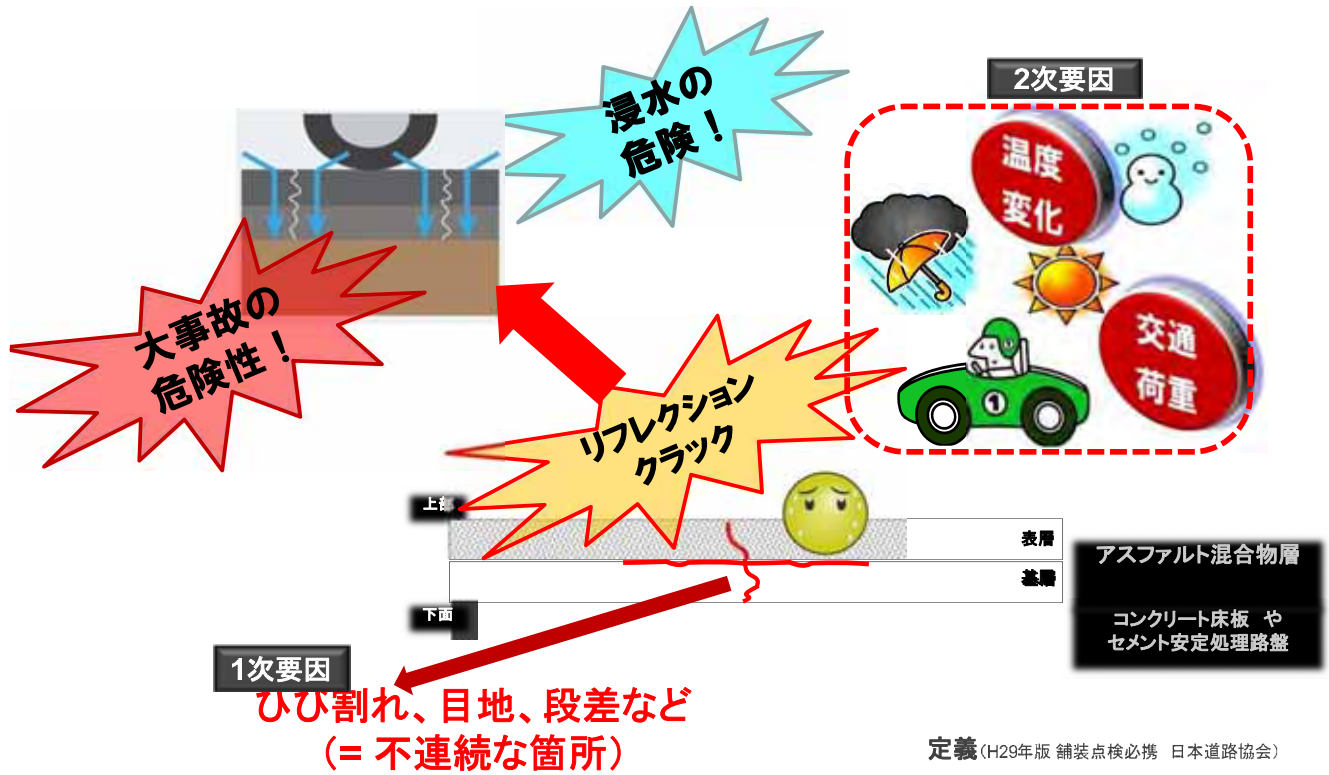 浸水の
危険！
2次要因
温度
変化
大事故の
危険性！
交通
荷重
①
リフレクション
クラック
上部
表層
アスファルト混合物層
基層
下面
コンクリート床板　や
セメント安定処理路盤
1次要因
ひび割れ、目地、段差など
（= 不連続な箇所）
定義（H29年版 舗装点検必携　日本道路協会）